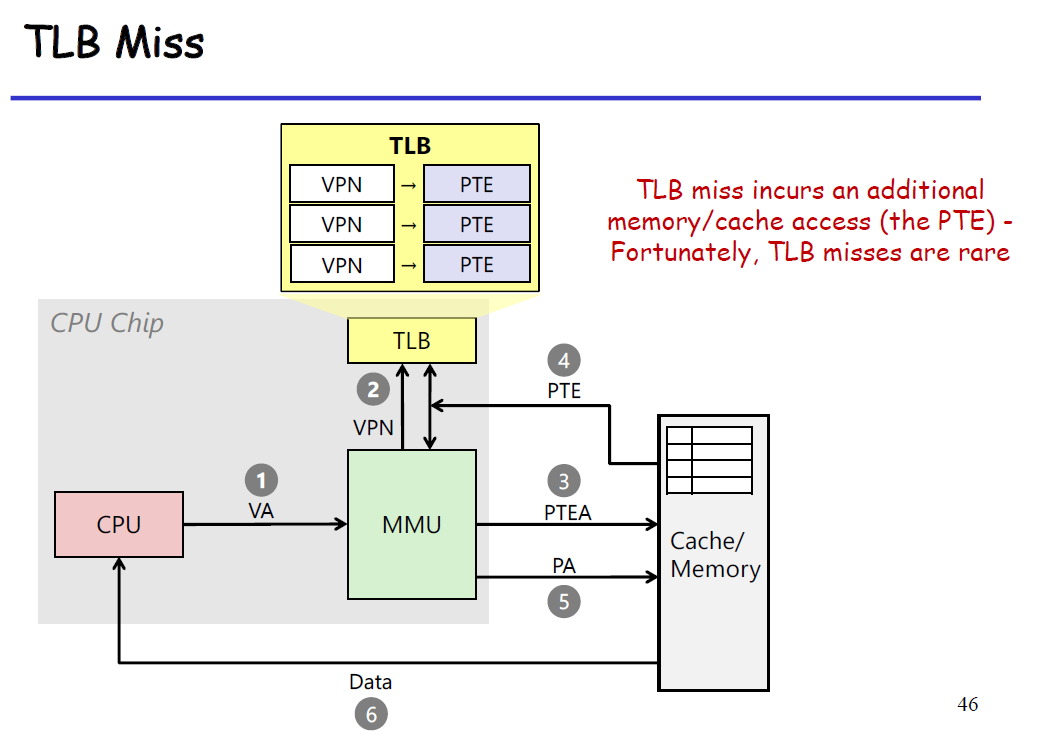 TLB Miss
TLB
VPN → PTE
VPN → PTE
VPN → PTE
TLB miss incurs an additional
memory/cache access (the PTE) -
Fortunately, TLB misses are rare
CPU Chip
TLB
4
PTE
2
VPN
1
VA
3
PTEA
CPU
MMU
Cache/
Memory
PA
5
Data
6
46